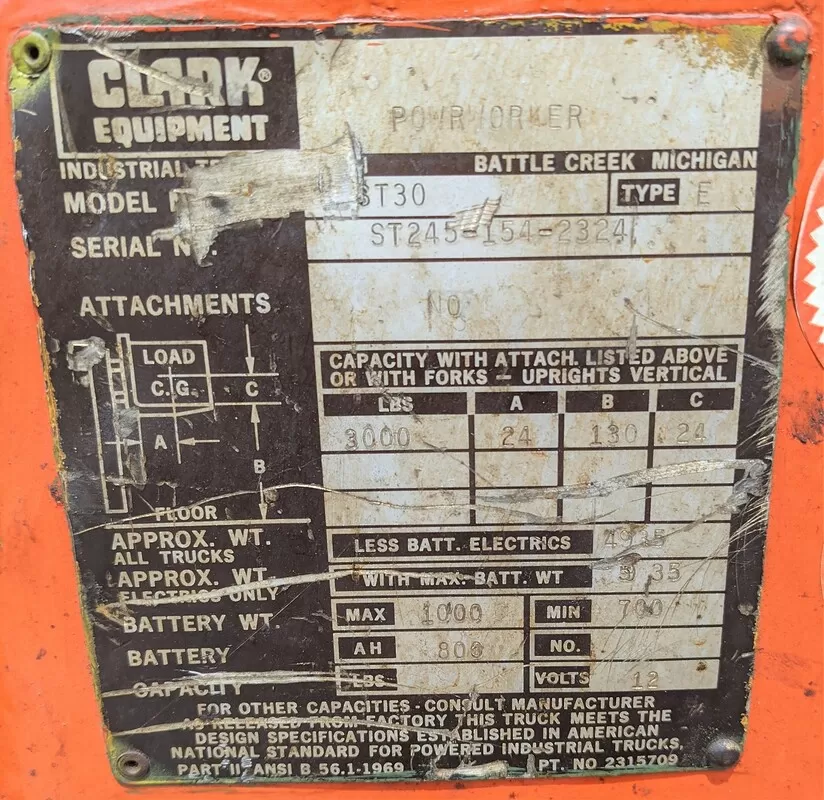 CLARK®
EQUIPMENT
POWRWORKER
INDUSTRIAL BATTLE CREEK MICHIGAN
MODEL ST30 TYPE E
SERIAL NO. ST245-154-2324
ATTACHMENTS NO
LOAD
C.G. C
A
B
FLOOR
CAPACITY WITH ATTACH. LISTED ABOVE
OR WITH FORKS - UPRIGHTS VERTICAL
LBS A B C
3000 24 130 24
APPROX. WT.
ALL TRUCKS
LESS BATT. ELECTRICS
APPROX. WT.
ELECTRICS ONLY
WITH MAX. BATT. WT
BATTERY WT. MAX 1000 MIN 700
BATTERY AH 800 NO.
CAPACITY LBS VOLTS 12
FOR OTHER CAPACITIES - CONSULT MANUFACTURER
AS RELEASED FROM FACTORY THIS TRUCK MEETS THE
DESIGN SPECIFICATIONS ESTABLISHED IN AMERICAN
NATIONAL STANDARD FOR POWERED INDUSTRIAL TRUCKS,
PART II, ANSI B 56.1-1969 PT. NO 2315709